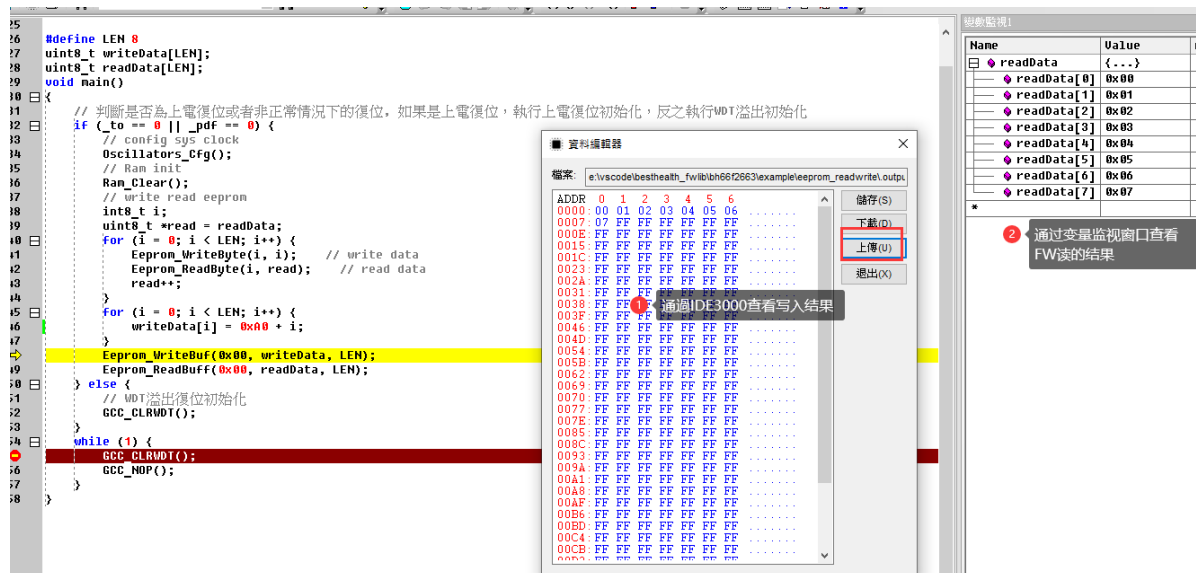 25
26 #define LEN 8
27 uint8_t writeData[LEN];
28 uint8_t readData[LEN];
29 void main()
30 {
31 // 判斷是否為上電復位或者非正常情況下的復位，如果是上電復位，執行上電復位初始化，反之執行WDT溢出初始化
32 if (_to == 0 || _pdf == 0) {
33 // config sys clock
34 Oscillators_Cfg();
35 // Ram init
36 Ram_Clear();
37 // write read eeprom
38 int8_t i;
39 uint8_t *read = readData;
40 for (i = 0; i < LEN; i++) {
41 Eeprom_WriteByte(i, i); // write data
42 Eeprom_ReadByte(i, read); // read data
43 read++;
44 }
45 for (i = 0; i < LEN; i++) {
46 writeData[i] = 0xA0 + i;
47 }
Eeprom_WriteBuf(0x00, writeData, LEN);
49 Eeprom_ReadBuff(0x00, readData, LEN);
50 } else {
51 // WDT溢出復位初始化
52 GCC_CLRWDT();
53 }
54 while (1) {
GCC_CLRWDT();
56 GCC_NOP();
57 }
58 }
資料編輯器
檔案: e:\vscode\besthealth_fwlib\bh66f2663\example\eeprom_readwrite\.outpu
ADDR 0 1 2 3 4 5 6
0000: 00 01 02 03 04 05 06 .......
0007: 07 FF FF FF FF FF FF .......
000E: FF FF FF FF FF FF FF .......
0015: FF FF FF FF FF FF FF .......
001C: FF FF FF FF FF FF FF .......
0023: FF FF FF FF FF FF FF .......
002A: FF FF FF FF FF FF FF .......
0031: FF FF FF FF FF FF FF .......
0038: FF FF FF
003F: FF FF FF FF FF FF FF .......
0046: FF FF FF FF FF FF FF .......
004D: FF FF FF FF FF FF FF .......
0054: FF FF FF FF FF FF FF .......
005B: FF FF FF FF FF FF FF .......
0062: FF FF FF FF FF FF FF .......
0069: FF FF FF FF FF FF FF .......
0070: FF FF FF FF FF FF FF .......
0077: FF FF FF FF FF FF FF .......
007E: FF FF FF FF FF FF FF .......
0085: FF FF FF FF FF FF FF .......
008C: FF FF FF FF FF FF FF .......
0093: FF FF FF FF FF FF FF .......
009A: FF FF FF FF FF FF FF .......
00A1: FF FF FF FF FF FF FF .......
00A8: FF FF FF FF FF FF FF .......
00AF: FF FF FF FF FF FF FF .......
00B6: FF FF FF FF FF FF FF .......
00BD: FF FF FF FF FF FF FF .......
00C4: FF FF FF FF FF FF FF .......
00CB: FF FF FF FF FF FF FF .......
儲存(S)
下載(D)
上傳(U)
退出(X)
1 通過IDE3000查看写入结果
變數監視1
Name Value
readData {...}
readData[0] 0x00
readData[1] 0x01
readData[2] 0x02
readData[3] 0x03
readData[4] 0x04
readData[5] 0x05
readData[6] 0x06
readData[7] 0x07
*
2 通过变量监视窗口查看
FW读的结果